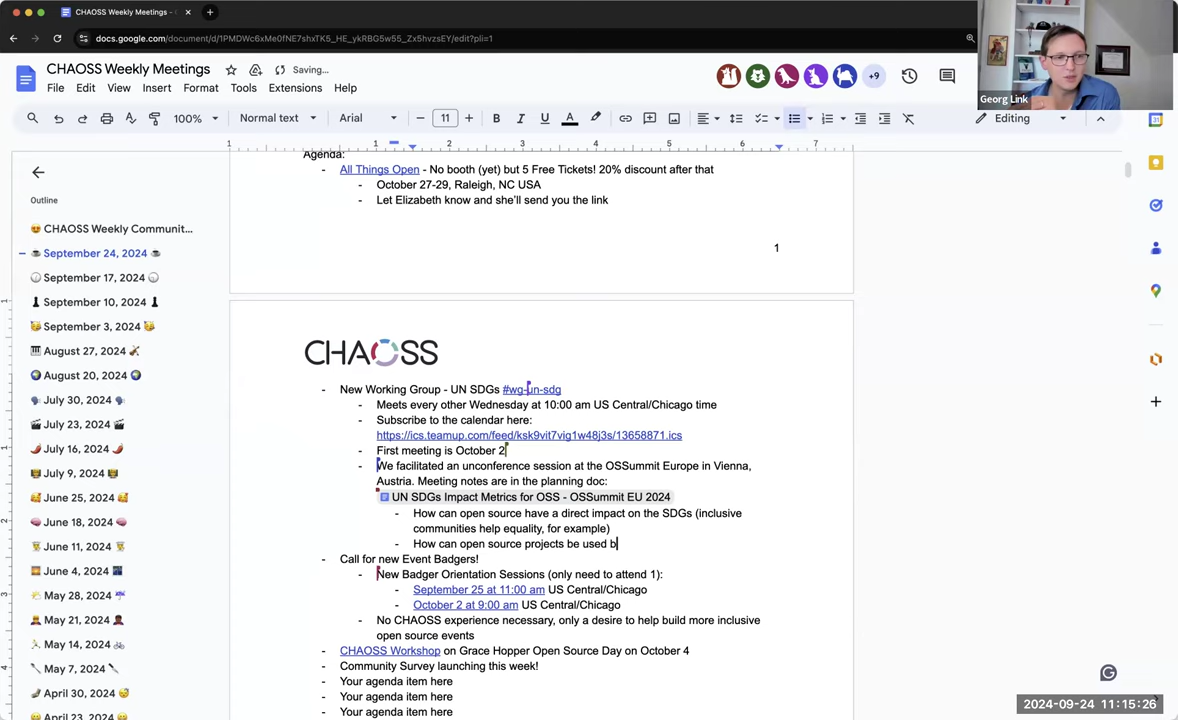 CHAOSS Weekly Meetings -
docs.google.com/document/d/1PMDWc6xMe0fNE7shxTK5_HE_ykRBG5w55_Zx5hvzsEY/edit?pli=1
CHAOSS Weekly Meetings
Saving...
File Edit View Insert Format Tools Extensions Help
+9
Georg Link
100% Normal text Arial 11 Editing
Agenda:
- All Things Open - No booth (yet) but 5 Free Tickets! 20% discount after that
- October 27-29, Raleigh, NC USA
- Let Elizabeth know and she'll send you the link
1
Outline
CHAOSS Weekly Communit...
September 24, 2024
September 17, 2024
September 10, 2024
September 3, 2024
August 27, 2024
August 20, 2024
July 30, 2024
July 23, 2024
July 16, 2024
July 9, 2024
June 25, 2024
June 18, 2024
June 11, 2024
June 4, 2024
May 28, 2024
May 21, 2024
May 14, 2024
May 7, 2024
April 30, 2024
April 23, 2024
CHAOSS
- New Working Group - UN SDGs #wg-un-sdg
- Meets every other Wednesday at 10:00 am US Central/Chicago time
- Subscribe to the calendar here:
https://ics.teamup.com/feed/ksk9vit7vig1w48j3s/13658871.ics
- First meeting is October 2
- We facilitated an unconference session at the OSSummit Europe in Vienna,
Austria. Meeting notes are in the planning doc:
UN SDGs Impact Metrics for OSS - OSSummit EU 2024
- How can open source have a direct impact on the SDGs (inclusive
communities help equality, for example)
- How can open source projects be used b
- Call for new Event Badgers!
- New Badger Orientation Sessions (only need to attend 1):
- September 25 at 11:00 am US Central/Chicago
- October 2 at 9:00 am US Central/Chicago
- No CHAOSS experience necessary, only a desire to help build more inclusive
open source events
- CHAOSS Workshop on Grace Hopper Open Source Day on October 4
- Community Survey launching this week!
- Your agenda item here
- Your agenda item here
- Your agenda item here
2024-09-24 11:15:26